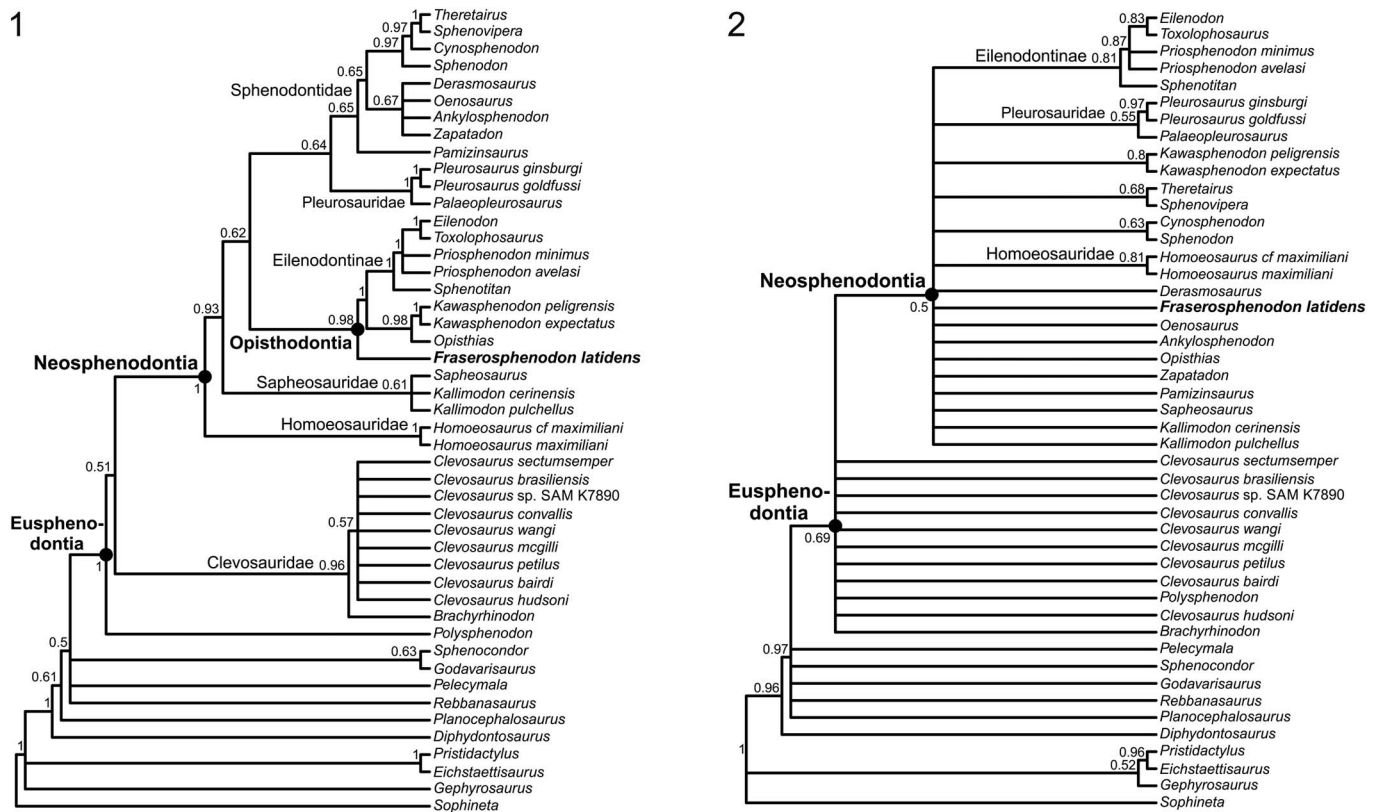 1
Theretairus
Sphenovipera
Cynosphenodon
Sphenodon
Derasmosaurus
Oenosaurus
Ankylosphenodon
Zapatadon
Pamizinsaurus
Pleurosaurus ginsburgi
Pleurosaurus goldfussi
Palaeopleurosaurus
Eilenodon
Toxolophosaurus
Priosphenodon minimus
Priosphenodon avelasi
Sphenotitan
Kawasphenodon peligrensis
Kawasphenodon expectatus
Opisthias
Fraserosphenodon latidens
Sapheosaurus
Kallimodon cerinensis
Kallimodon pulchellus
Homoeosaurus cf maximiliani
Homoeosaurus maximiliani
Clevosaurus sectumsemper
Clevosaurus brasiliensis
Clevosaurus sp. SAM K7890
Clevosaurus convallis
Clevosaurus wangi
Clevosaurus mcgilli
Clevosaurus petilus
Clevosaurus bairdi
Clevosaurus hudsoni
Brachyrhinodon
Polysphenodon
Sphenocondor
Godavarisaurus
Pelecymala
Rebbanasaurus
Planocephalosaurus
Diphydontosaurus
Pristidactylus
Eichstaettisaurus
Gephyrosaurus
Sophineta
1
0.97
0.97
0.65
Sphenodontidae
0.67
0.65
0.64
1
1
Pleurosauridae
1
1
Eilenodontinae 1
1
1
0.98
0.98
Opisthodontia
0.62
0.93
Neosphenodontia
1
Sapheosauridae 0.61
Homoeosauridae 1
0.51
Eospheno-
dontia
1
0.57
Clevosauridae 0.96
0.5
0.63
0.61
1
1
1
2
Eilenodon
Toxolophosaurus
Priosphenodon minimus
Priosphenodon avelasi
Sphenotitan
Pleurosaurus ginsburgi
Pleurosaurus goldfussi
Palaeopleurosaurus
Kawasphenodon peligrensis
Kawasphenodon expectatus
Theretairus
Sphenovipera
Cynosphenodon
Sphenodon
Homoeosaurus cf maximiliani
Homoeosaurus maximiliani
Derasmosaurus
Fraserosphenodon latidens
Oenosaurus
Ankylosphenodon
Opisthias
Zapatadon
Pamizinsaurus
Sapheosaurus
Kallimodon cerinensis
Kallimodon pulchellus
Clevosaurus sectumsemper
Clevosaurus brasiliensis
Clevosaurus sp. SAM K7890
Clevosaurus convallis
Clevosaurus wangi
Clevosaurus mcgilli
Clevosaurus petilus
Clevosaurus bairdi
Polysphenodon
Clevosaurus hudsoni
Brachyrhinodon
Pelecymala
Sphenocondor
Godavarisaurus
Rebbanasaurus
Planocephalosaurus
Diphydontosaurus
Pristidactylus
Eichstaettisaurus
Gephyrosaurus
Sophineta
0.83
0.87
Eilenodontinae 0.81
0.97
Pleurosauridae 0.55
0.8
0.68
0.63
Homoeosauridae 0.81
Neosphenodontia
0.5
Euspheno-
dontia
0.69
0.97
0.96
1
0.96
0.52